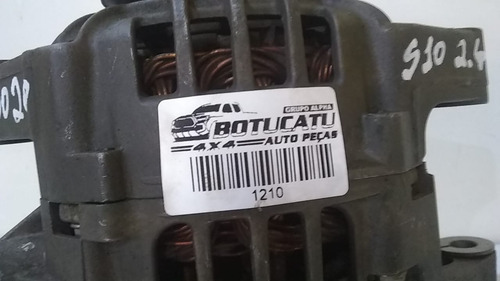 GRUPO ALPHA
BOTUCATU
4X4 AUTO PEÇAS
1210
S10 2.4